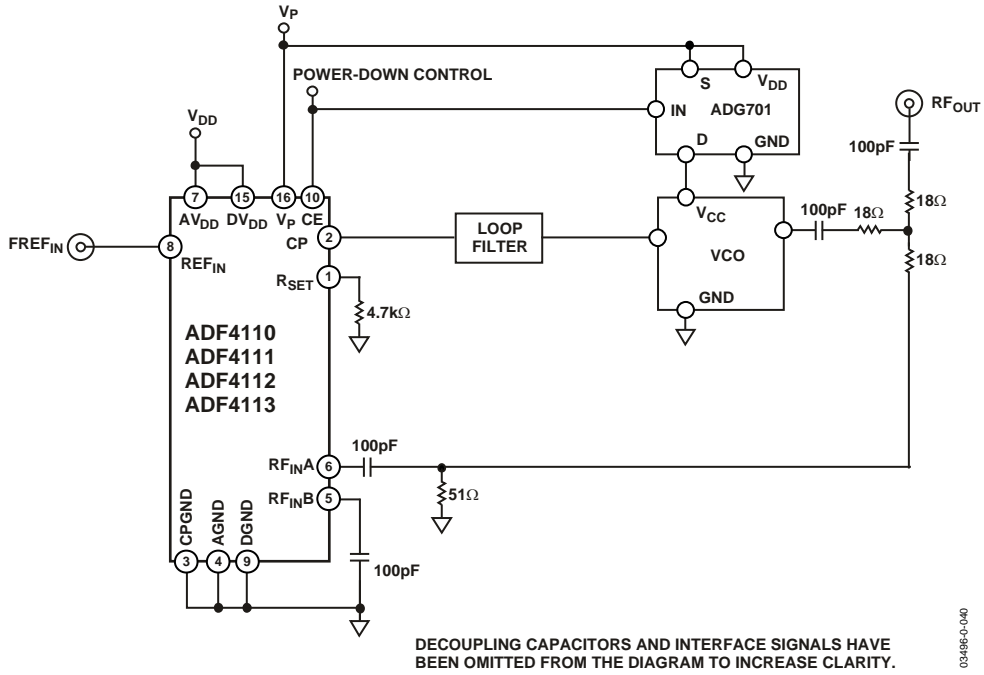 VP
POWER-DOWN CONTROL
VDD
S
VDD
IN
ADG701
D
GND
RFOUT
100pF
18Ω
7
15
16
10
AVDD
DVDD
VP
CE
FREFIN
8
REFIN
CP
2
LOOP
FILTER
VCC
VCO
GND
100pF
18Ω
18Ω
RSET
1
4.7kΩ
ADF4110
ADF4111
ADF4112
ADF4113
RFINA
6
100pF
51Ω
RFINB
5
100pF
CPGND
AGND
DGND
3
4
9
DECOUPLING CAPACITORS AND INTERFACE SIGNALS HAVE
BEEN OMITTED FROM THE DIAGRAM TO INCREASE CLARITY.
03496-0-040